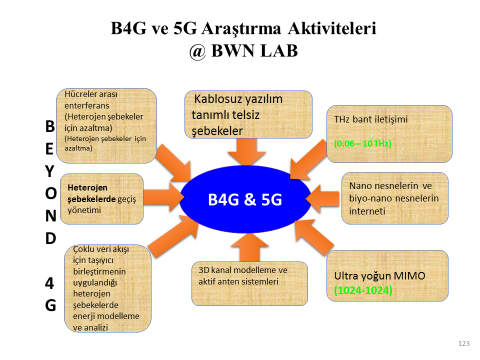 B4G ve 5G Araştırma Aktiviteleri
@ BWN LAB
Hücreler arası
enterferans
(Heterojen şebekeler
için azaltma)
(Heterojen şebekeler için
azaltma)
Kablosuz yazılım
tanımlı telsiz
şebekeler
THz bant iletişimi
(0.06 – 10 THz)
BEYOND 4G
Heterojen
şebekelerde geçiş
yönetimi
B4G & 5G
Nano nesnelerin ve
biyo-nano nesnelerin
interneti
Çoklu veri akışı
için taşıyıcı
birleştirmenin
uygulandığı
heterojen
şebekelerde
enerji modelleme
ve analizi
3D kanal modelleme ve
aktif anten sistemleri
Ultra yoğun MIMO
(1024-1024)
123